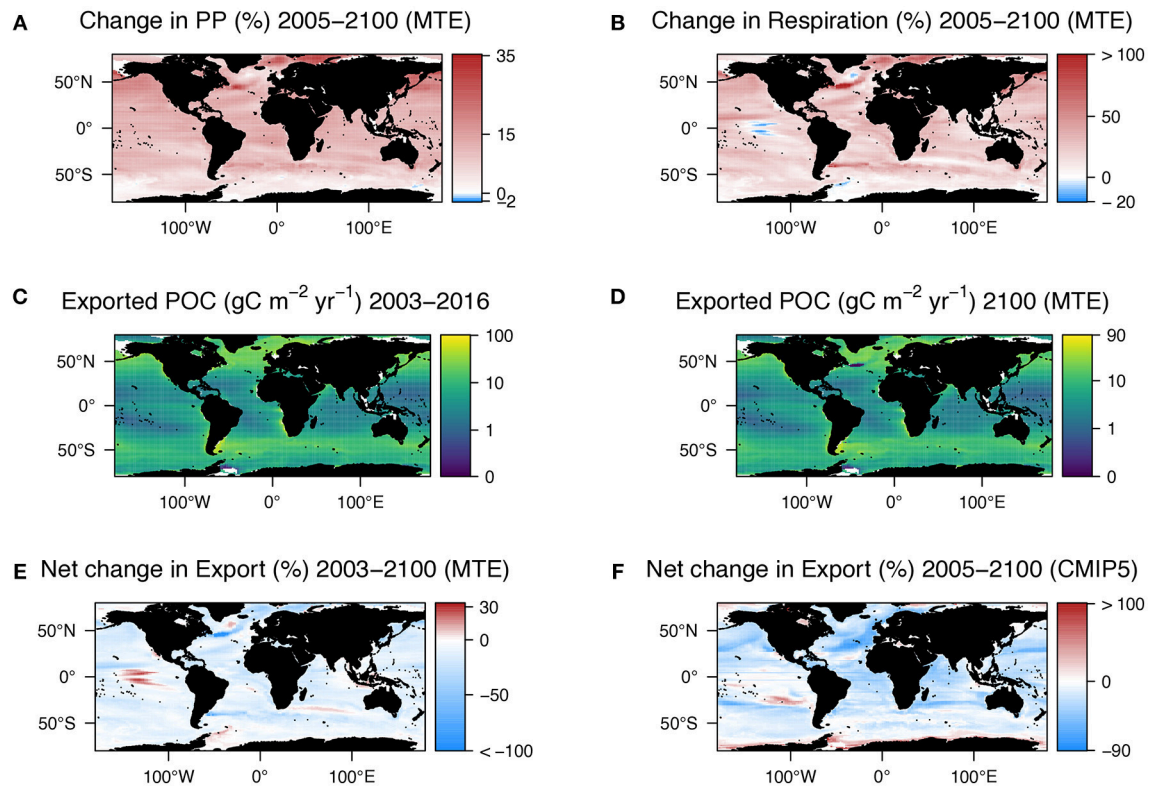 A Change in PP (%) 2005−2100 (MTE)
50°N
0°
50°S
100°W 0° 100°E
35
15
0
−2
B Change in Respiration (%) 2005−2100 (MTE)
50°N
0°
50°S
100°W 0° 100°E
> 100
50
0
− 20
C Exported POC (gC m⁻² yr⁻¹) 2003−2016
50°N
0°
50°S
100°W 0° 100°E
100
10
1
0
D Exported POC (gC m⁻² yr⁻¹) 2100 (MTE)
50°N
0°
50°S
100°W 0° 100°E
90
10
1
0
E Net change in Export (%) 2003−2100 (MTE)
50°N
0°
50°S
100°W 0° 100°E
30
0
−50
< −100
F Net change in Export (%) 2005−2100 (CMIP5)
50°N
0°
50°S
100°W 0° 100°E
> 100
0
−90